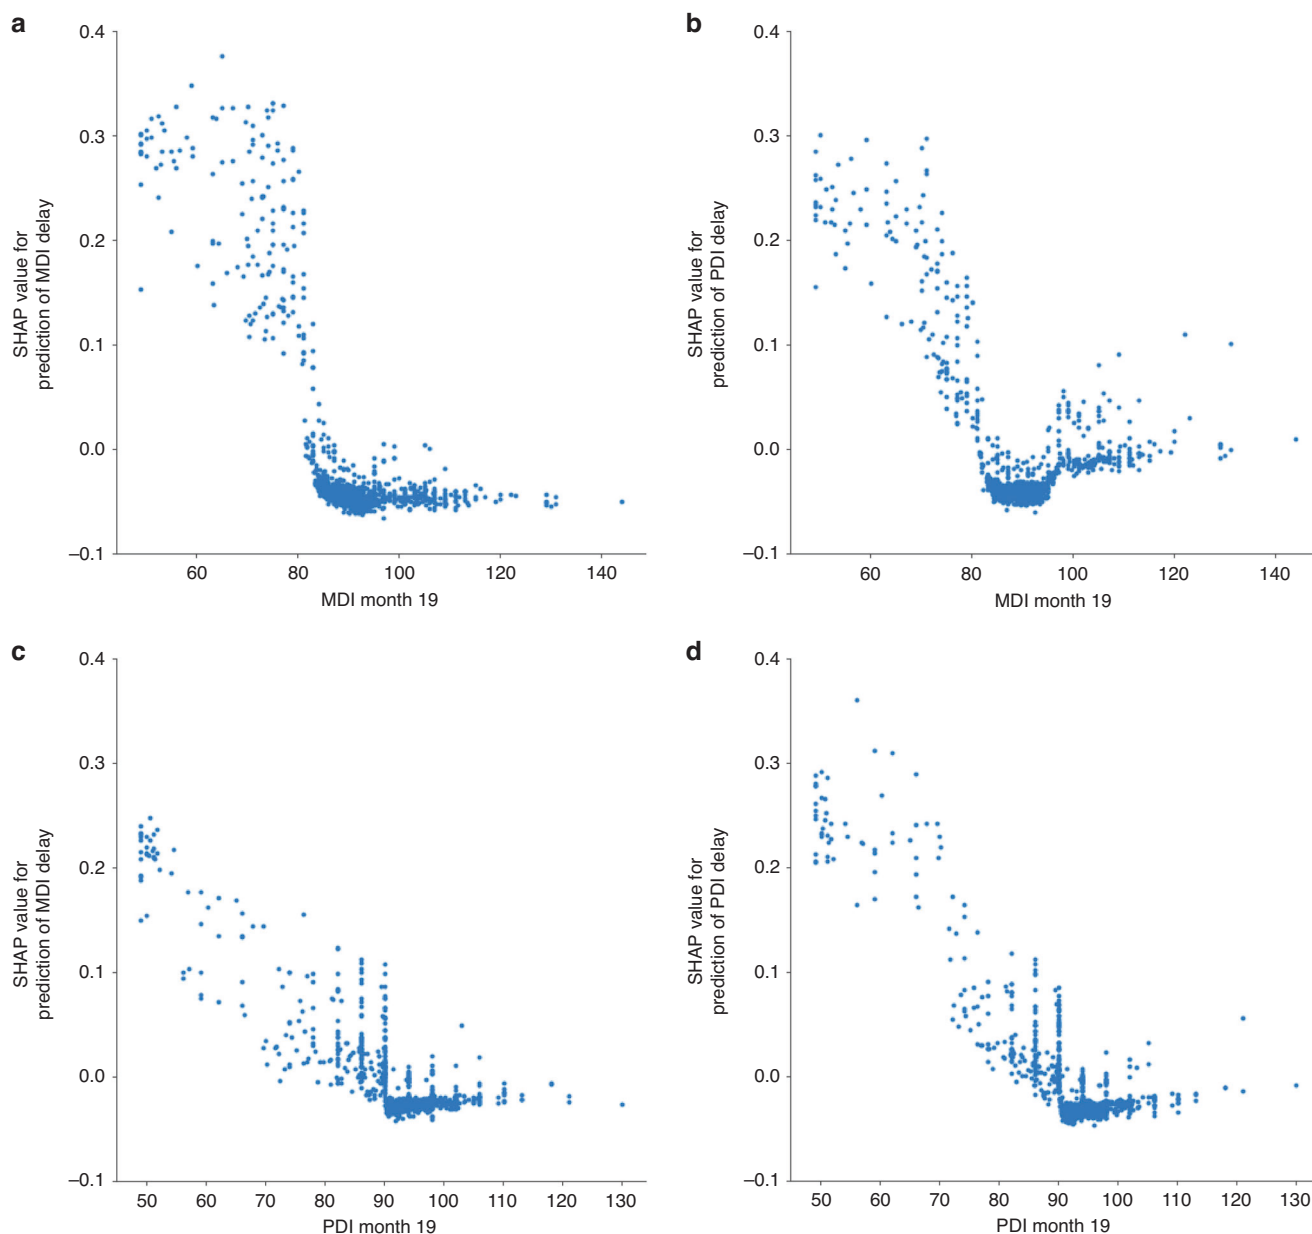 a
0.4
0.3
0.2
0.1
0.0
–0.1
SHAP value for
prediction of MDI delay
60 80 100 120 140
MDI month 19
b
0.4
0.3
0.2
0.1
0.0
–0.1
SHAP value for
prediction of PDI delay
60 80 100 120 140
MDI month 19
c
0.4
0.3
0.2
0.1
0.0
–0.1
SHAP value for
prediction of MDI delay
50 60 70 80 90 100 110 120 130
PDI month 19
d
0.4
0.3
0.2
0.1
0.0
–0.1
SHAP value for
prediction of PDI delay
50 60 70 80 90 100 110 120 130
PDI month 19